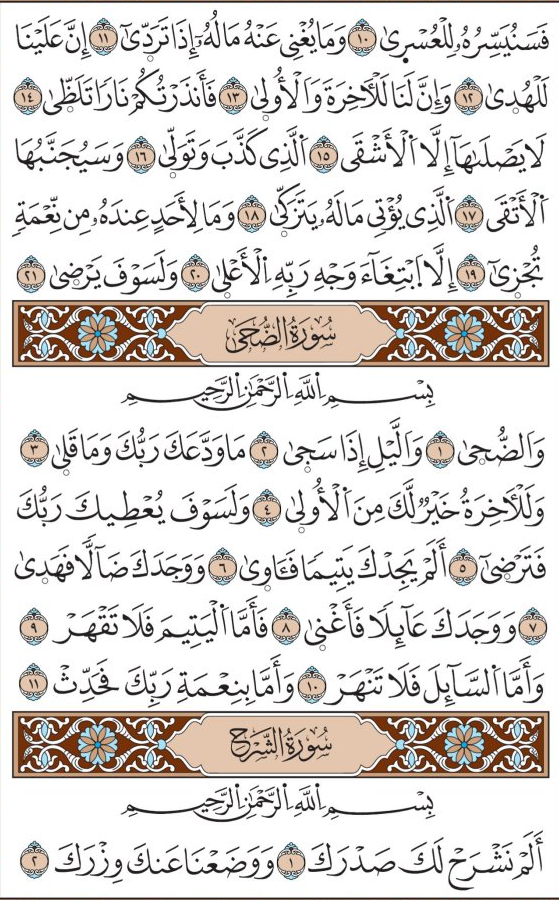 فَسَنُيَسِّرُهُۥ لِلْعُسْرَىٰ ١٠ وَمَا يُغْنِى عَنْهُ مَالُهُۥٓ إِذَا تَرَدَّىٰٓ ١١ إِنَّ عَلَيْنَا
لَلْهُدَىٰ ١٢ وَإِنَّ لَنَا لَلْـَٔاخِرَةَ وَٱلْأُولَىٰ ١٣ فَأَنذَرْتُكُمْ نَارًا تَلَظَّىٰ ١٤
لَا يَصْلَىٰهَآ إِلَّا ٱلْأَشْقَى ١٥ ٱلَّذِى كَذَّبَ وَتَوَلَّىٰ ١٦ وَسَيُجَنَّبُهَا
ٱلْأَتْقَى ١٧ ٱلَّذِى يُؤْتِى مَالَهُۥ يَتَزَكَّىٰ ١٨ وَمَا لِأَحَدٍ عِندَهُۥ مِن نِّعْمَةٍ
تُجْزَىٰٓ ١٩ إِلَّا ٱبْتِغَآءَ وَجْهِ رَبِّهِ ٱلْأَعْلَىٰ ٢٠ وَلَسَوْفَ يَرْضَىٰ ٢١
سُورَةُ الضُّحَىٰ
بِسْمِ ٱللَّهِ ٱلرَّحْمَٰنِ ٱلرَّحِيمِ
وَٱلضُّحَىٰ ١ وَٱلَّيْلِ إِذَا سَجَىٰ ٢ مَا وَدَّعَكَ رَبُّكَ وَمَا قَلَىٰ ٣
وَلَلْـَٔاخِرَةُ خَيْرٌ لَّكَ مِنَ ٱلْأُولَىٰ ٤ وَلَسَوْفَ يُعْطِيكَ رَبُّكَ
فَتَرْضَىٰٓ ٥ أَلَمْ يَجِدْكَ يَتِيمًا فَـَٔاوَىٰ ٦ وَوَجَدَكَ ضَآلًّا فَهَدَىٰ
٧ وَوَجَدَكَ عَآئِلًا فَأَغْنَىٰ ٨ فَأَمَّا ٱلْيَتِيمَ فَلَا تَقْهَرْ ٩
وَأَمَّا ٱلسَّآئِلَ فَلَا تَنْهَرْ ١٠ وَأَمَّا بِنِعْمَةِ رَبِّكَ فَحَدِّثْ ١١
سُورَةُ الشَّرْحِ
بِسْمِ ٱللَّهِ ٱلرَّحْمَٰنِ ٱلرَّحِيمِ
أَلَمْ نَشْرَحْ لَكَ صَدْرَكَ ١ وَوَضَعْنَا عَنكَ وِزْرَكَ ٢